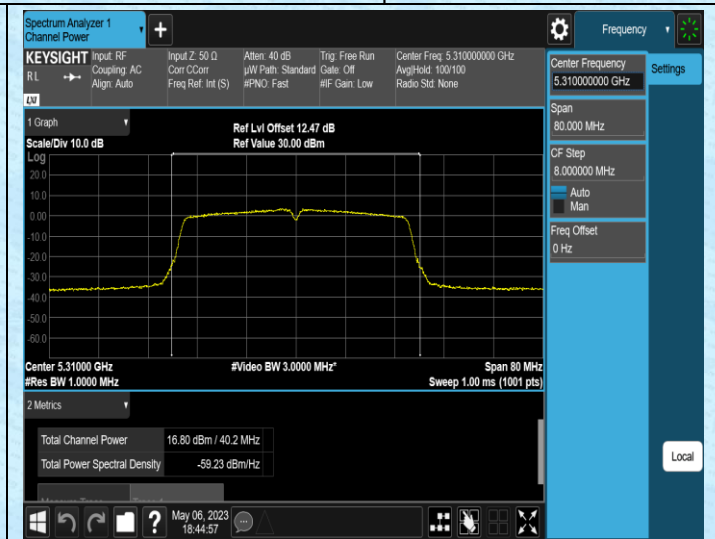 Spectrum Analyzer 1
Channel Power
+
Frequency
KEYSIGHT
RL
LXI
Input: RF
Coupling: AC
Align: Auto
Input Z: 50 Ω
Corr CCorr
Freq Ref: Int (S)
Atten: 40 dB
µW Path: Standard
#PNO: Fast
Trig: Free Run
Gate: Off
#IF Gain: Low
Center Freq: 5.310000000 GHz
Avg|Hold: 100/100
Radio Std: None
Center Frequency
5.310000000 GHz
Settings
Span
80.000 MHz
CF Step
8.000000 MHz
Auto
Man
Freq Offset
0 Hz
1 Graph
Scale/Div 10.0 dB
Ref Lvl Offset 12.47 dB
Ref Value 30.00 dBm
Log
20.0
10.0
0.00
-10.0
-20.0
-30.0
-40.0
-50.0
-60.0
Center 5.31000 GHz
#Res BW 1.0000 MHz
#Video BW 3.0000 MHz*
Span 80 MHz
Sweep 1.00 ms (1001 pts)
2 Metrics
Total Channel Power 16.80 dBm / 40.2 MHz
Total Power Spectral Density -59.23 dBm/Hz
Local
?
May 06, 2023
18:44:57